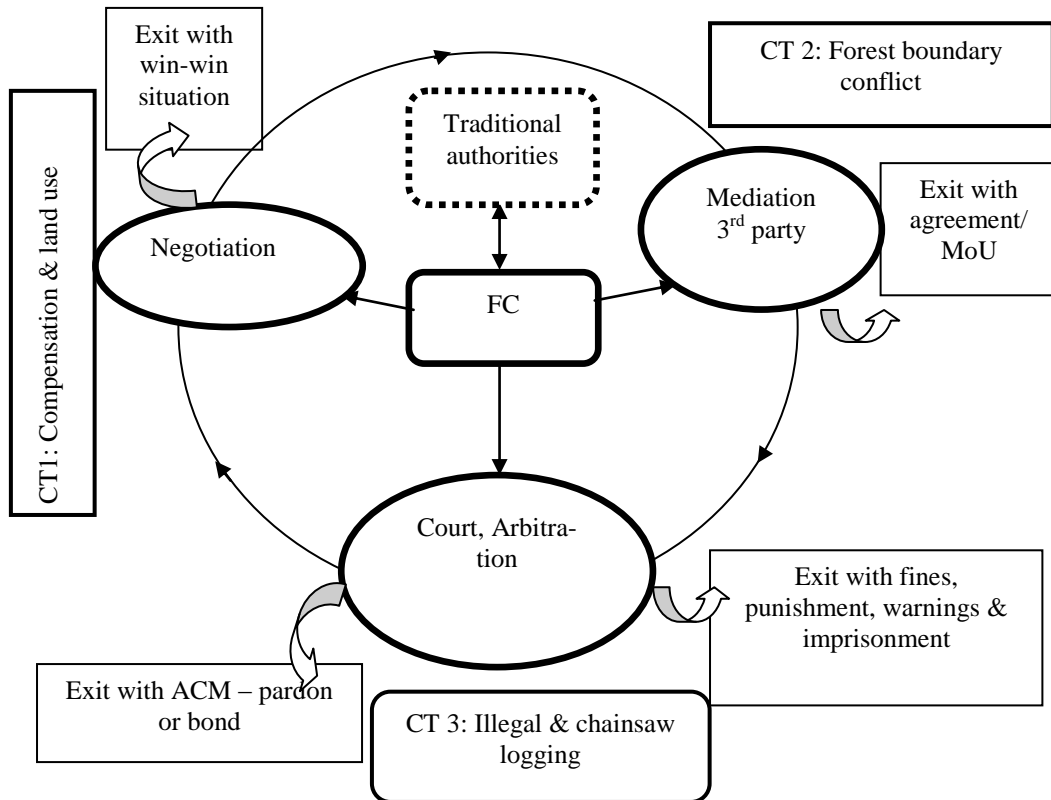 Exit with
win-win
situation
CT 2: Forest boundary
conflict
Traditional
authorities
Mediation
3rd party
Exit with
agreement/
MoU
Negotiation
FC
CT1: Compensation & land use
Court, Arbitra-
tion
Exit with fines,
punishment, warnings &
imprisonment
Exit with ACM – pardon
or bond
CT 3: Illegal & chainsaw
logging